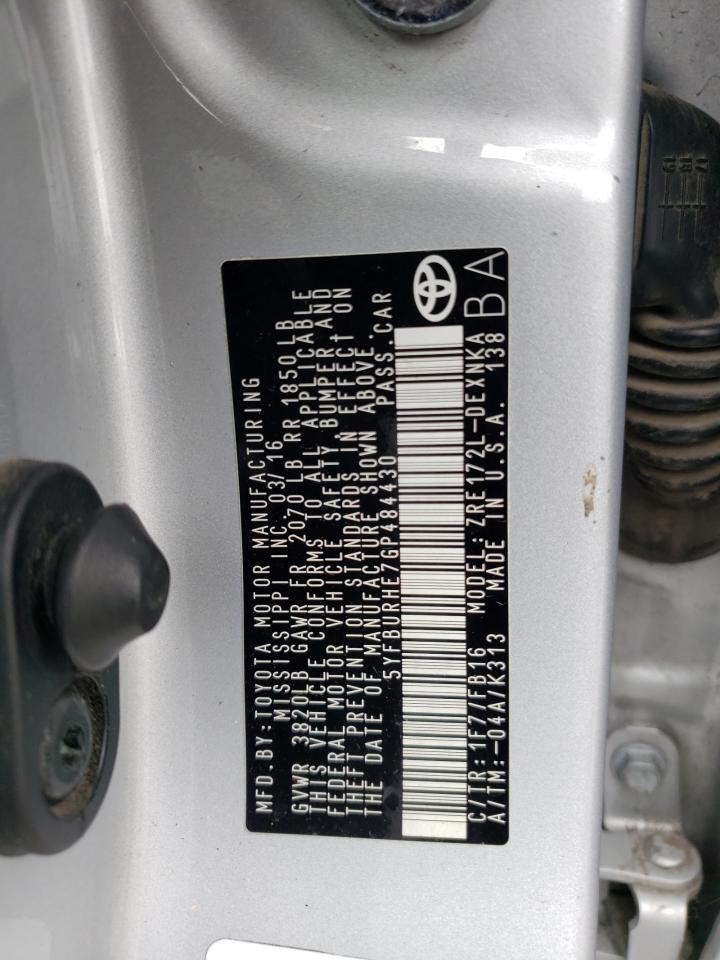 MFD.BY:TOYOTA MOTOR MANUFACTURING
MISSISSIPPI INC 03/16
GVWR 3820LB GAWR FR 2070 LB RR 1850 LB
THIS VEHICLE CONFORMS TO ALL APPLICABLE
FEDERAL MOTOR VEHICLE SAFETY BUMPER AND
THEFT PREVENTION STANDARDS IN EFFECT ON
THE DATE OF MANUFACTURE SHOWN ABOVE.
5YFBURHE7GP484430 PASS.CAR
C/TR:1F7/FB16 MODEL:ZRE172L-DEXNKA
A/TM:-04A/K313 MADE IN U.S.A. 138
BA